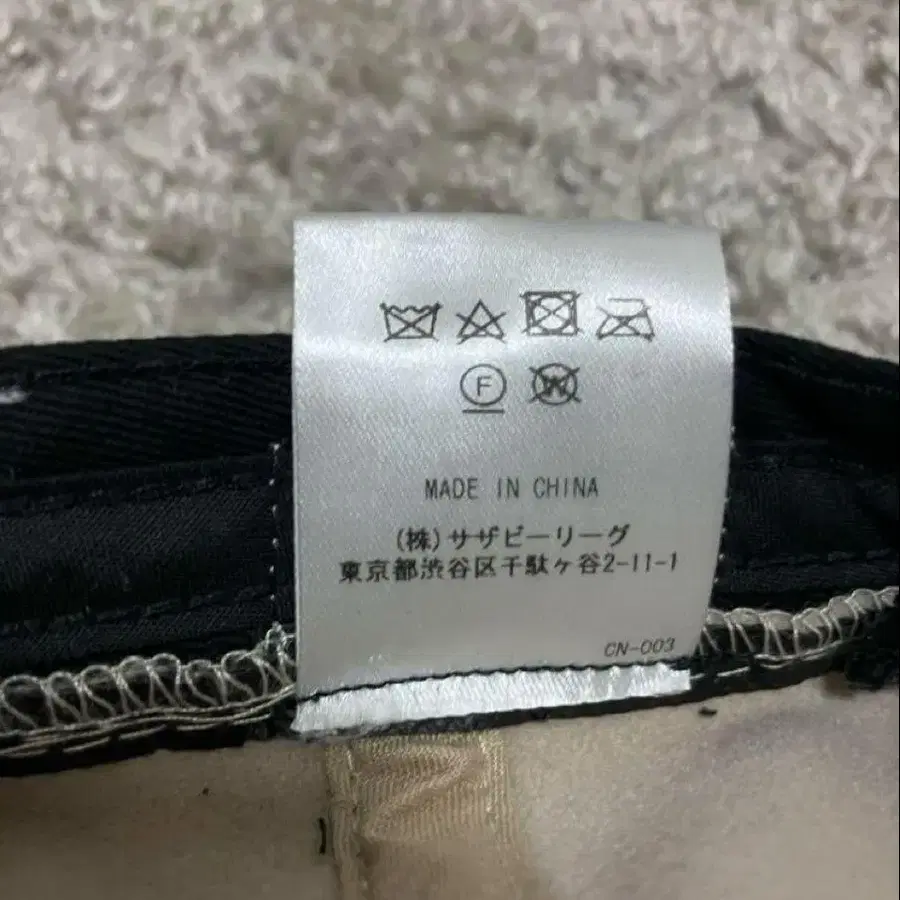 F
W
MADE IN CHINA
(株)サザビーリーグ
東京都渋谷区千駄ヶ谷2-11-1
CN-003